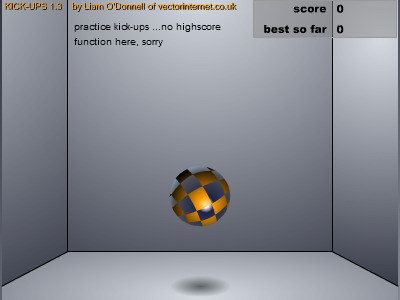 KICK-UPS 1.3 by Liam O'Donnell of vectorinternet.co.uk
score 0
best so far 0
practice kick-ups ...no highscore
function here, sorry